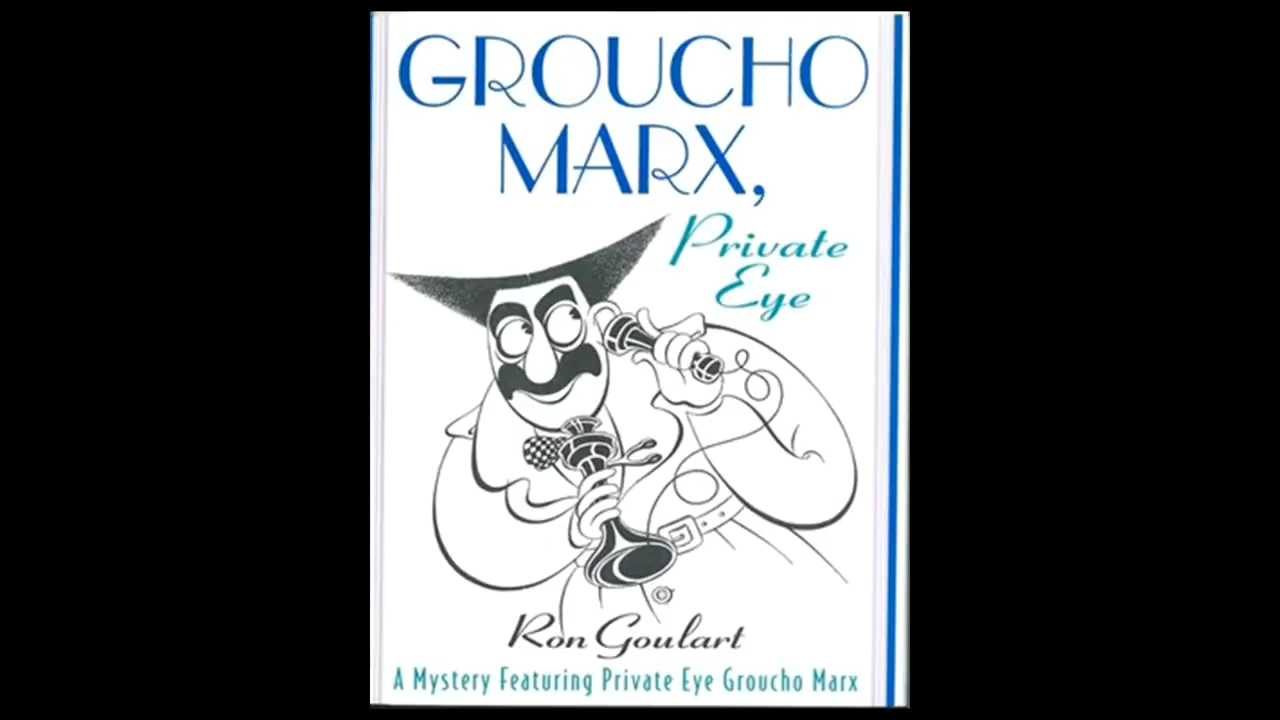 GROUCHO
MARX,
Private
Eye
©
Ron Goulart
A Mystery Featuring Private Eye Groucho Marx